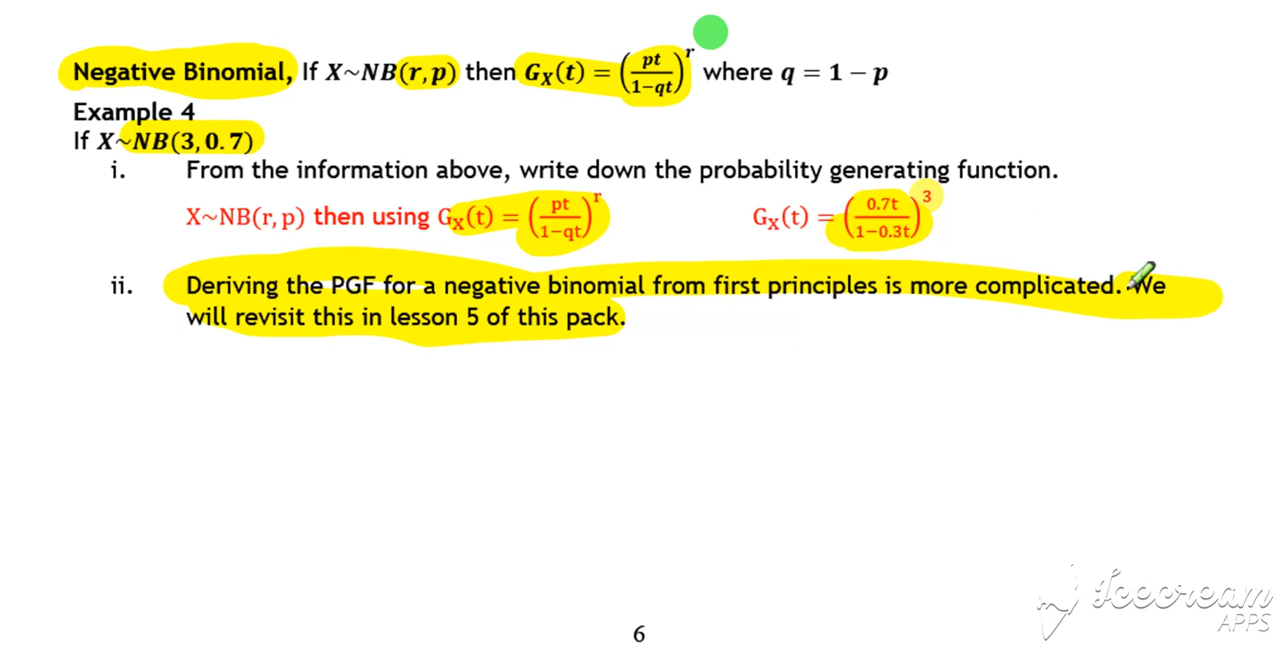 Negative Binomial, If X~NB(r, p) then G_X(t) = (pt/1−qt)^r where q = 1 − p
Example 4
If X~NB(3, 0.7)
i. From the information above, write down the probability generating function.
X~NB(r, p) then using G_X(t) = (pt/1−qt)^r G_X(t) = (0.7t/1−0.3t)^3
ii. Deriving the PGF for a negative binomial from first principles is more complicated. We
will revisit this in lesson 5 of this pack.
Icecream
APPS
6